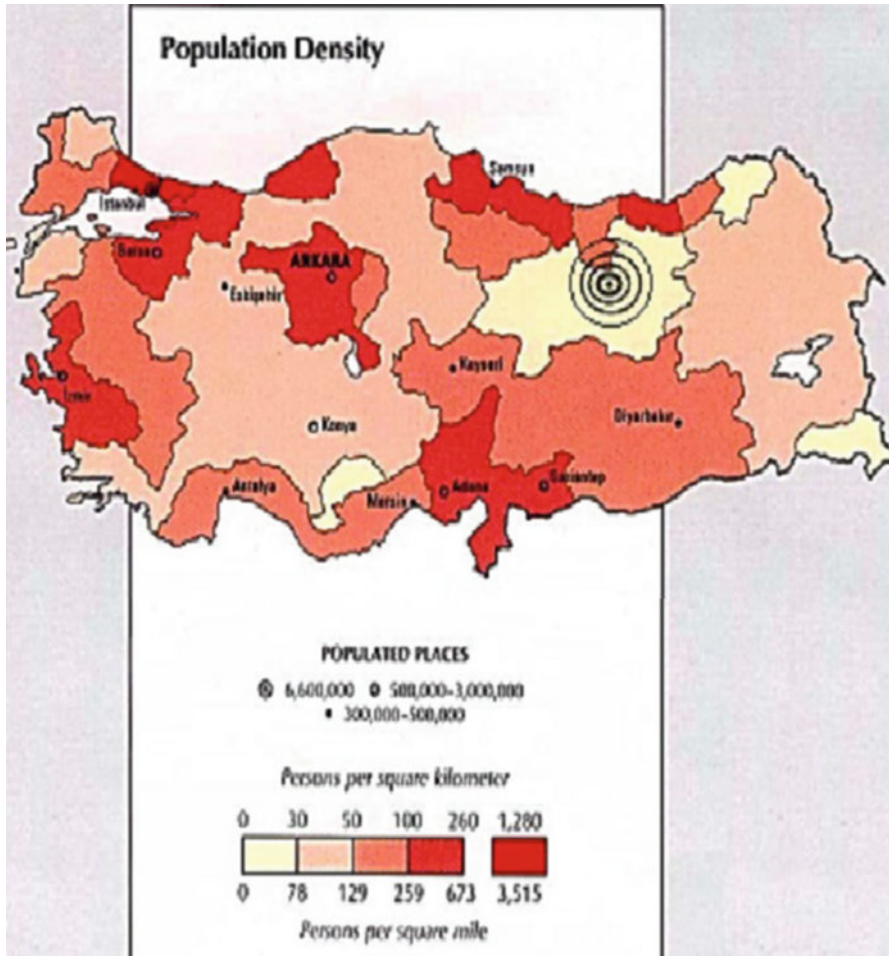 Population Density
Samsun
Istanbul
Bursa
ANKARA
Eskişehir
Kayseri
Izmir
Konya
Diyarbakir
Antalya
Mersin
Adana
Gaziantep
POPULATED PLACES
6,600,000 500,000-3,000,000
300,000-500,000
Persons per square kilometer
0 30 50 100 260 1,280
0 78 129 259 673 3,515
Persons per square mile